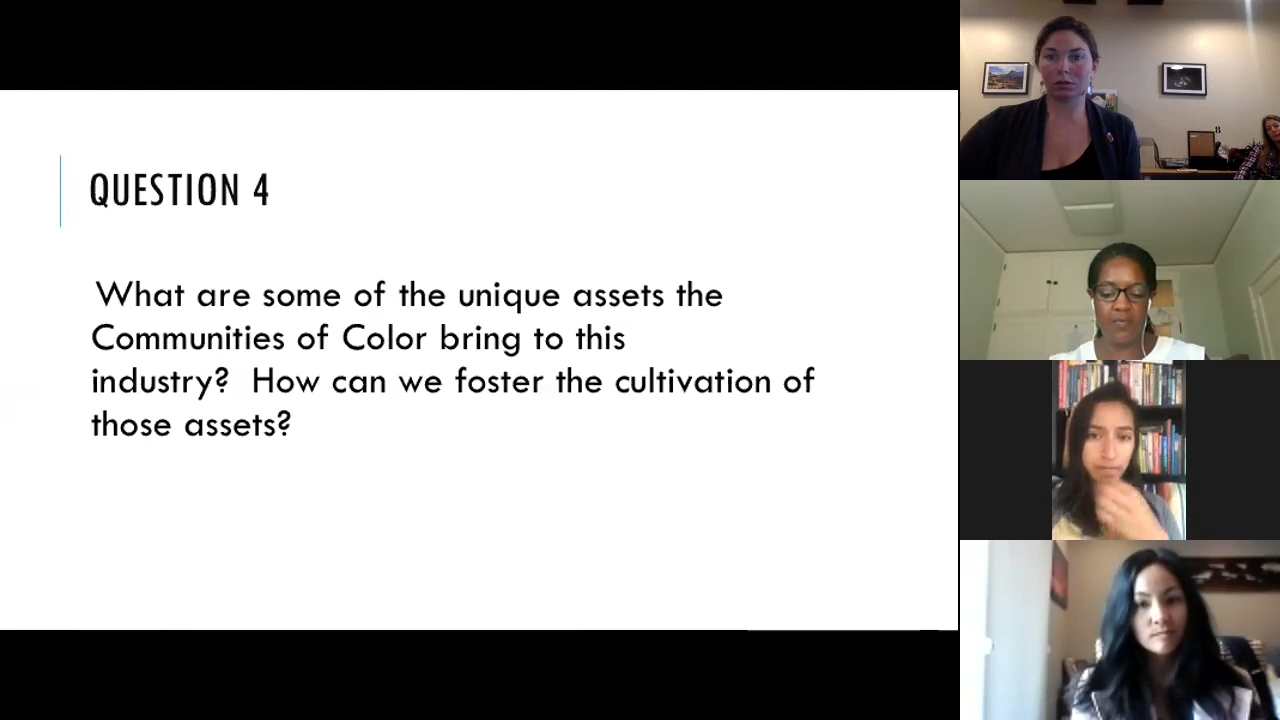 QUESTION 4
What are some of the unique assets the
Communities of Color bring to this
industry?  How can we foster the cultivation of
those assets?